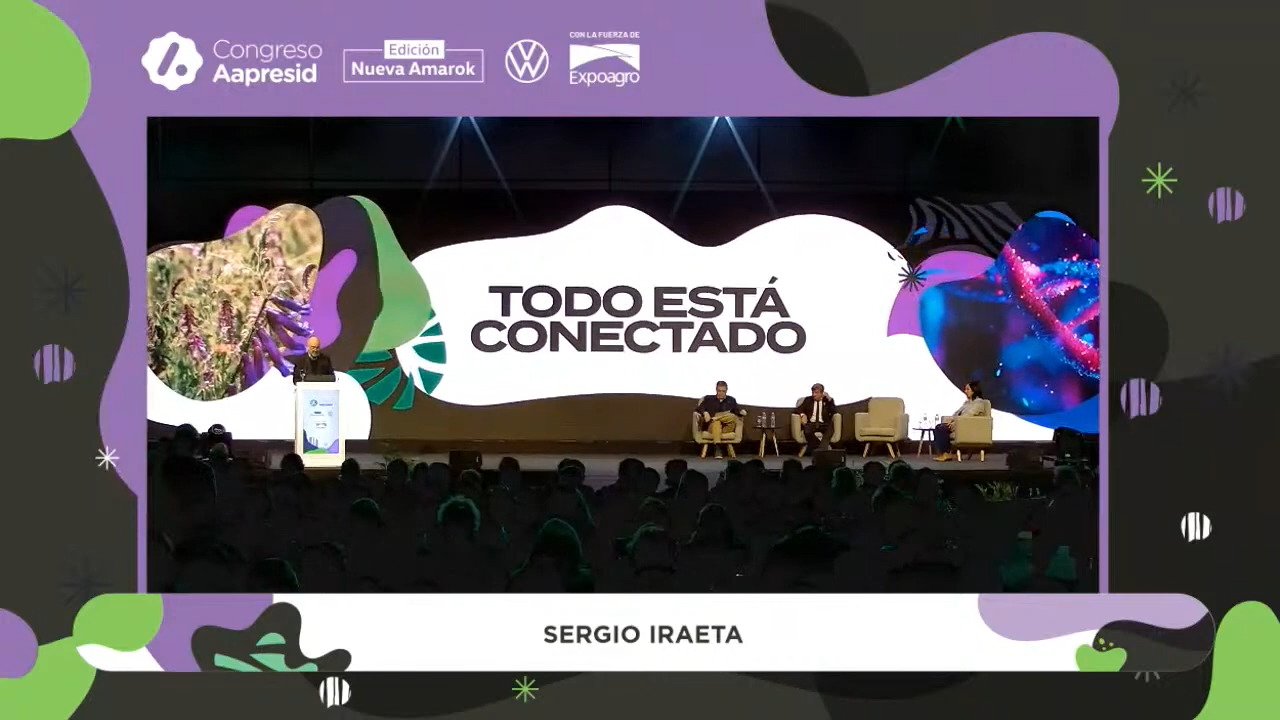 Congreso
Aapresid
Edición
Nueva Amarok
CON LA FUERZA DE
Expoagro
TODO ESTÁ
CONECTADO
SERGIO IRAETA